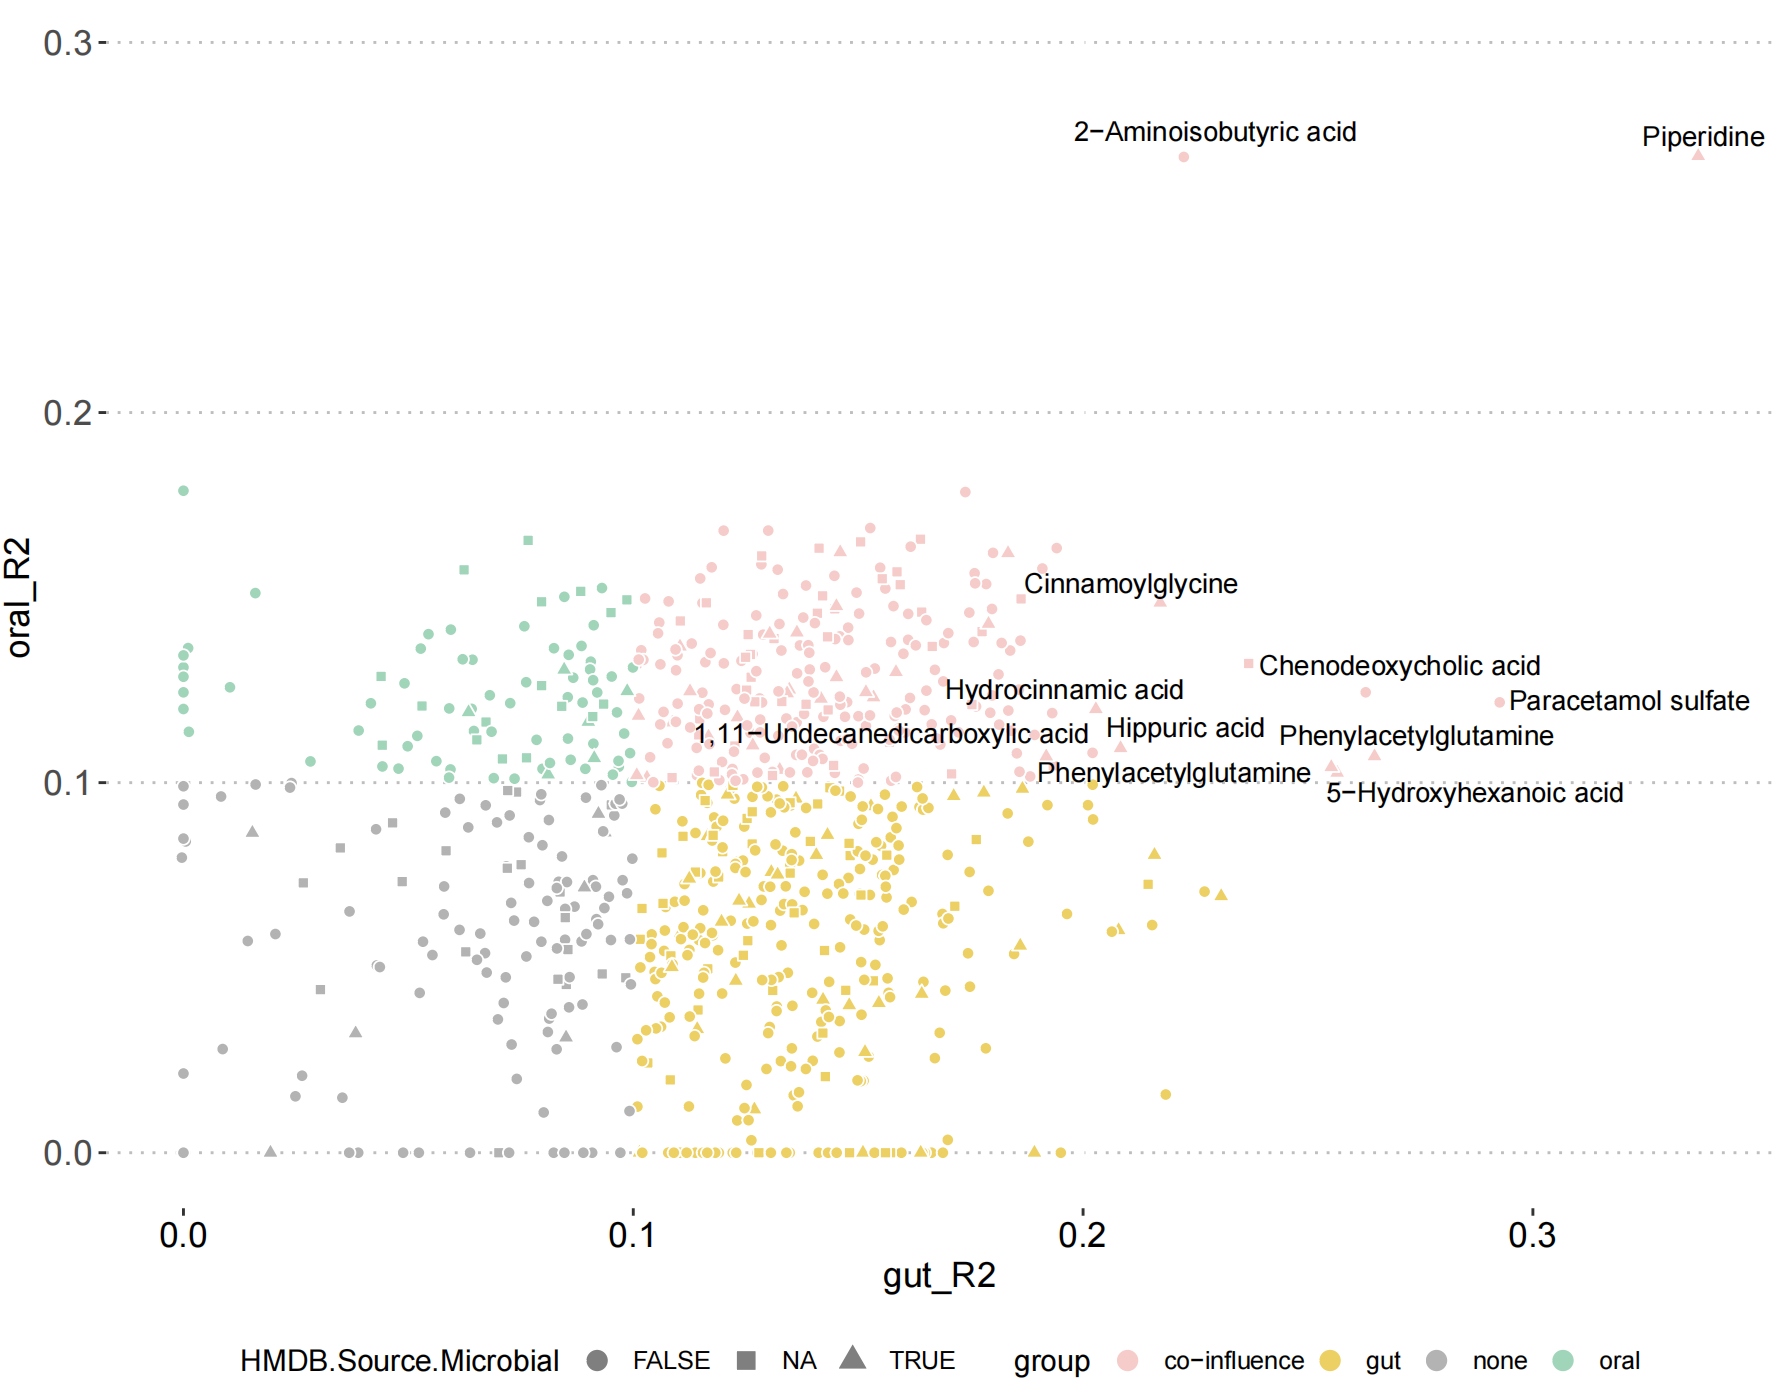 0.3
2−Aminoisobutyric acid
Piperidine
0.2
oral_R2
Cinnamoylglycine
Chenodeoxycholic acid
Hydrocinnamic acid
Paracetamol sulfate
1,11−Undecanedicarboxylic acid
Hippuric acid
Phenylacetylglutamine
Phenylacetylglutamine
0.1
5−Hydroxyhexanoic acid
0.0
0.0 0.1 0.2 0.3
gut_R2
HMDB.Source.Microbial FALSE NA TRUE group co−influence gut none oral